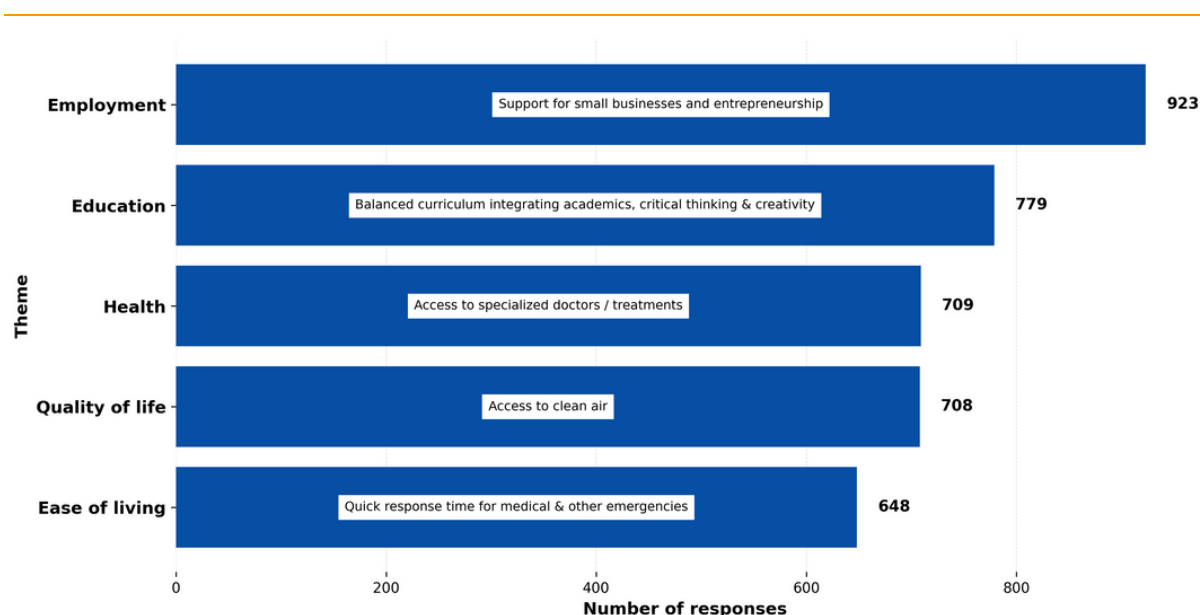 Employment
Support for small businesses and entrepreneurship
923
Education
Balanced curriculum integrating academics, critical thinking & creativity
779
Theme
Health
Access to specialized doctors / treatments
709
Quality of life
Access to clean air
708
Ease of living
Quick response time for medical & other emergencies
648
0 200 400 600 800
Number of responses